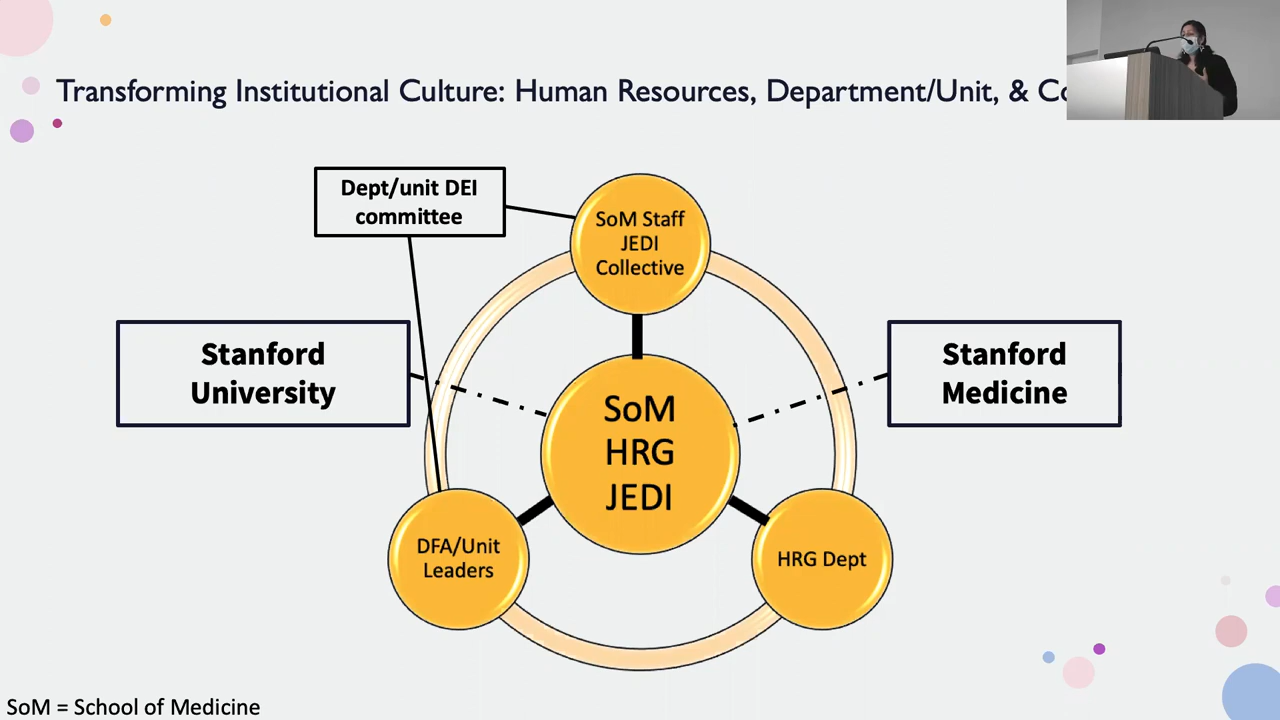 Transforming Institutional Culture: Human Resources, Department/Unit, &
Dept/unit DEI
committee
SoM Staff
JEDI
Collective
Stanford
University
Stanford
Medicine
SoM
HRG
JEDI
DFA/Unit
Leaders
HRG Dept
SoM = School of Medicine